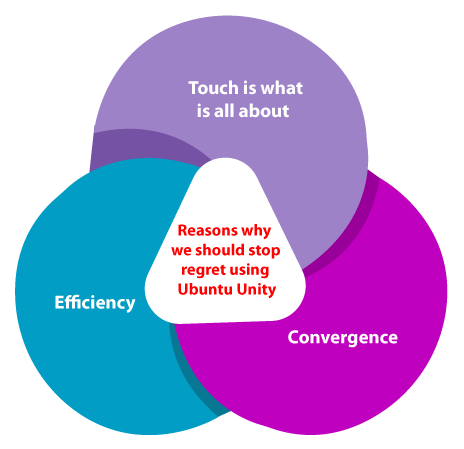 Touch is what
is all about
Reasons why
we should stop
regret using
Ubuntu Unity
Efficiency
Convergence